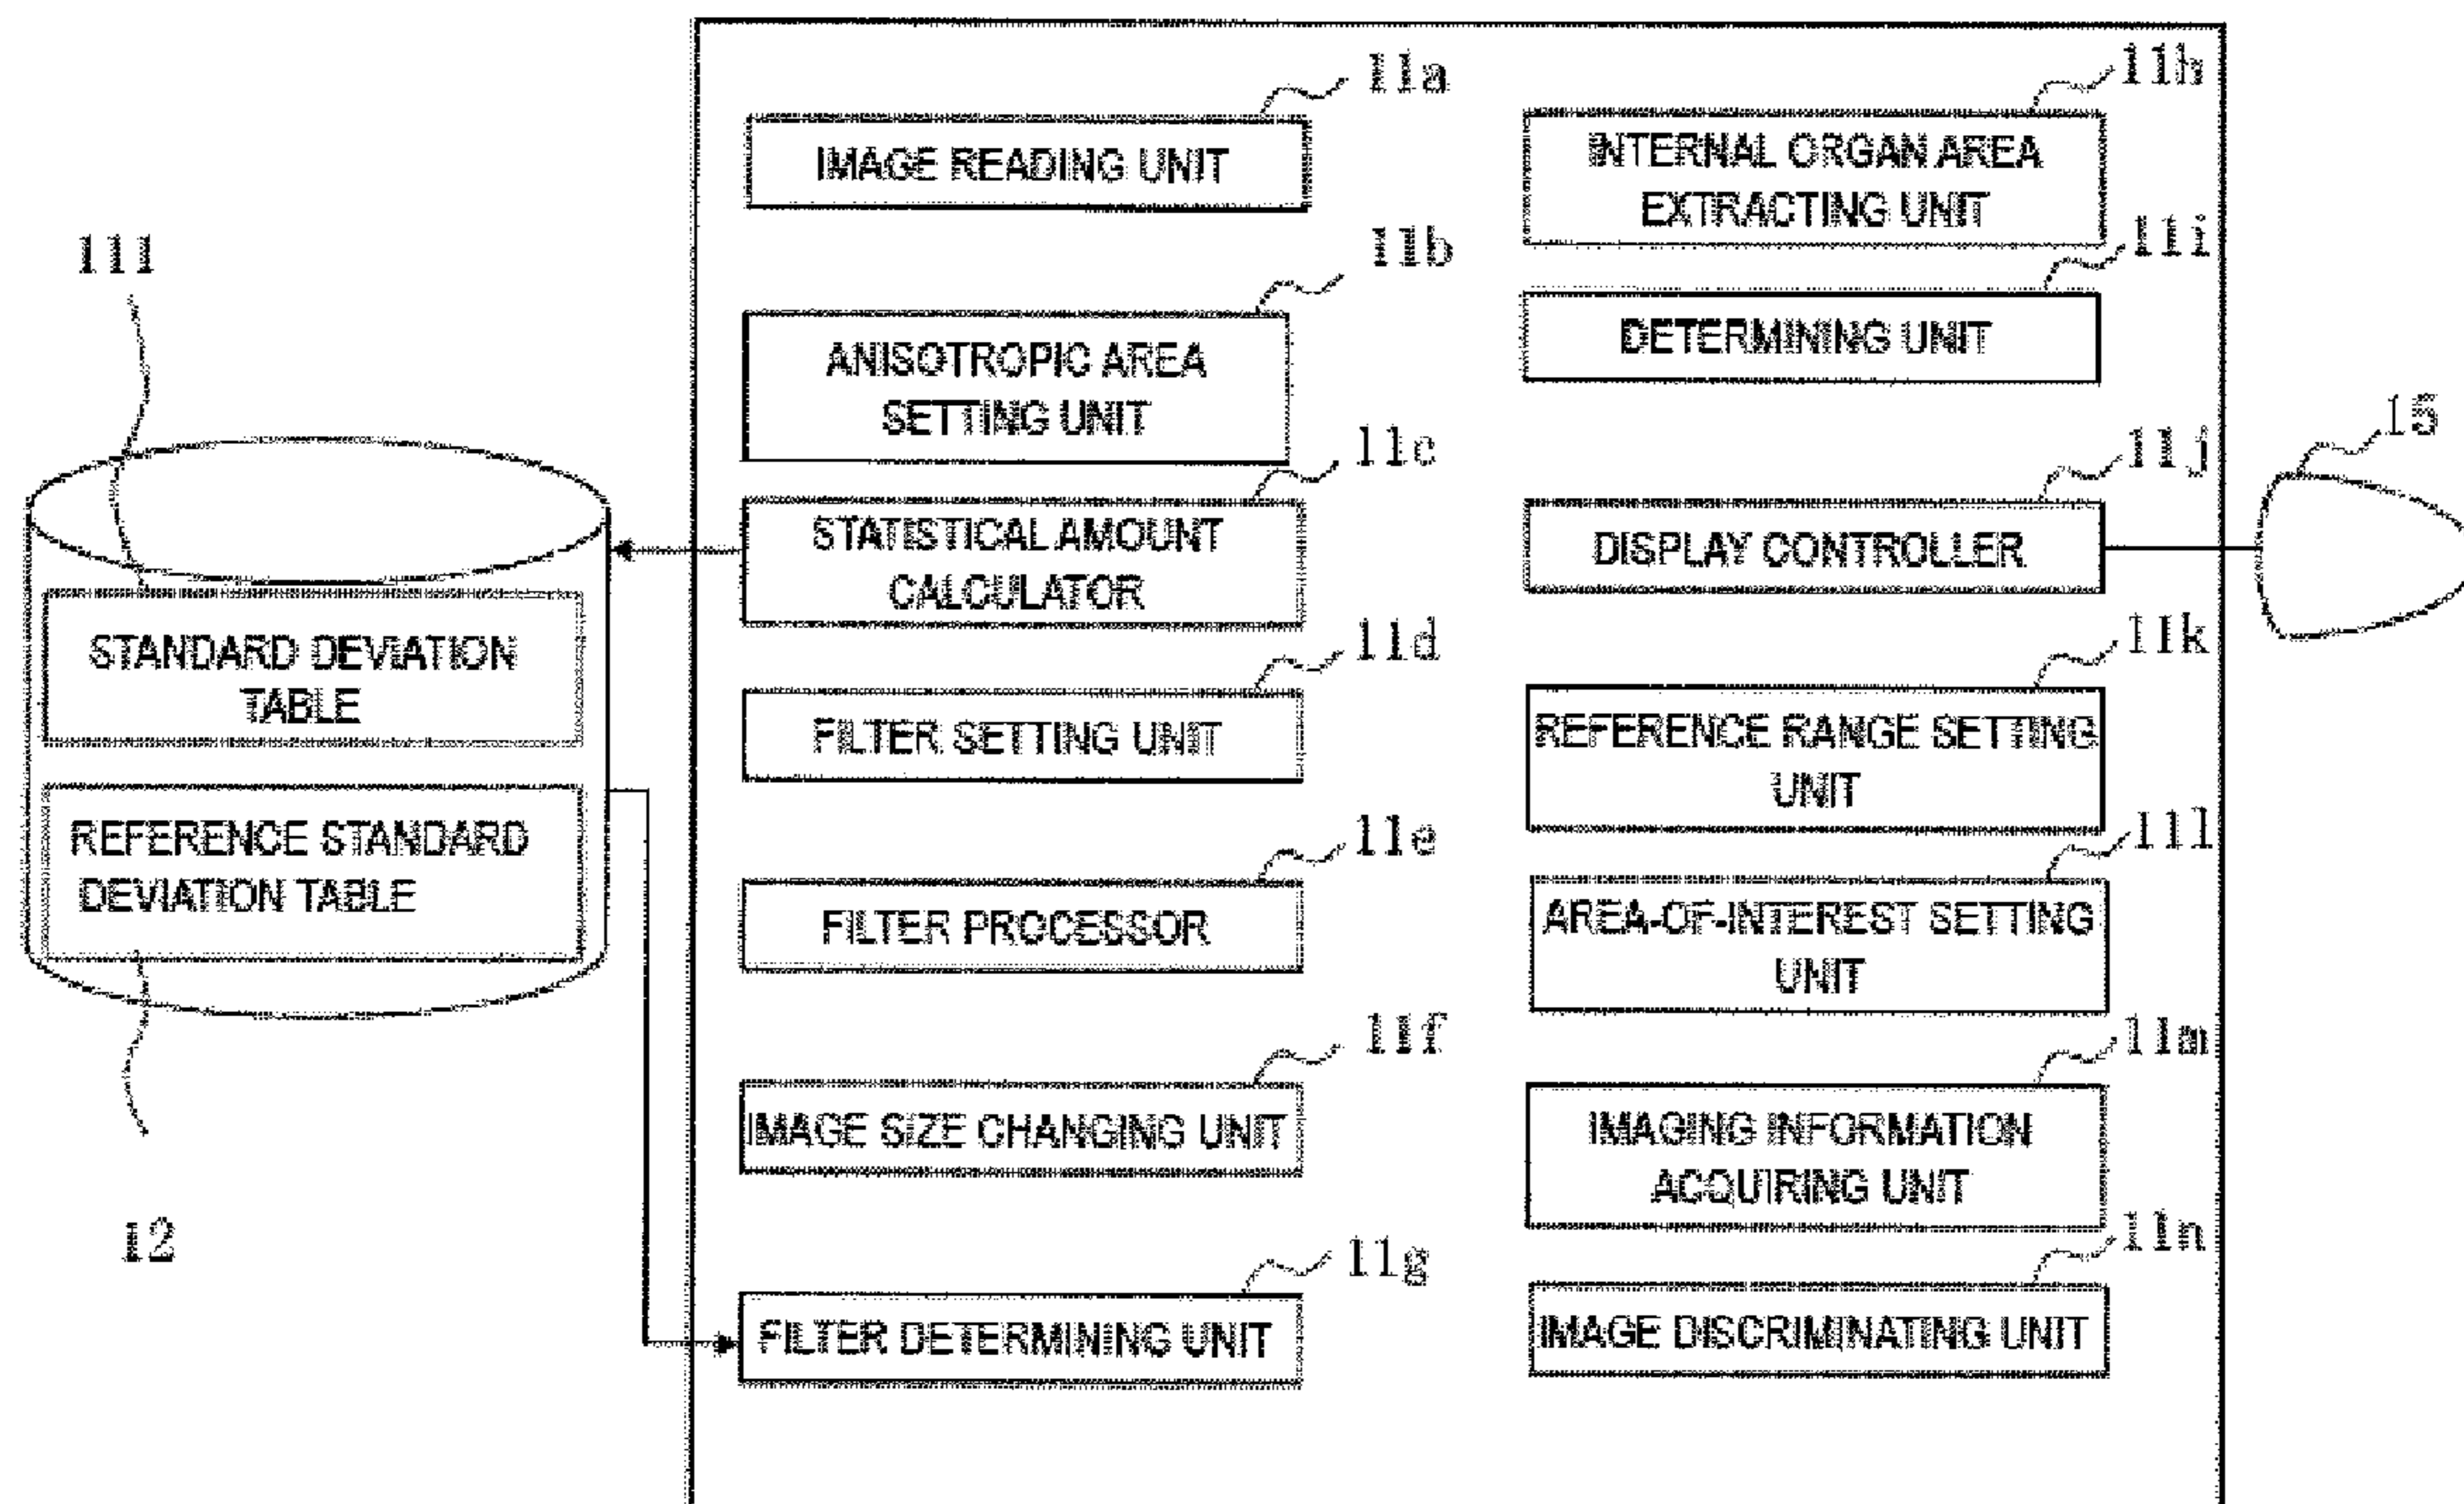 111
STANDARD DEVIATION
TABLE
REFERENCE STANDARD
DEVIATION TABLE
12
11a
IMAGE READING UNIT
11b
ANISOTROPIC AREA
SETTING UNIT
11c
STATISTICAL AMOUNT
CALCULATOR
11d
FILTER SETTING UNIT
11e
FILTER PROCESSOR
11f
IMAGE SIZE CHANGING UNIT
11g
FILTER DETERMINING UNIT
11h
INTERNAL ORGAN AREA
EXTRACTING UNIT
11i
DETERMINING UNIT
11j
DISPLAY CONTROLLER
15
11k
REFERENCE RANGE SETTING
UNIT
11l
AREA-OF-INTEREST SETTING
UNIT
11m
IMAGING INFORMATION
ACQUIRING UNIT
11n
IMAGE DISCRIMINATING UNIT